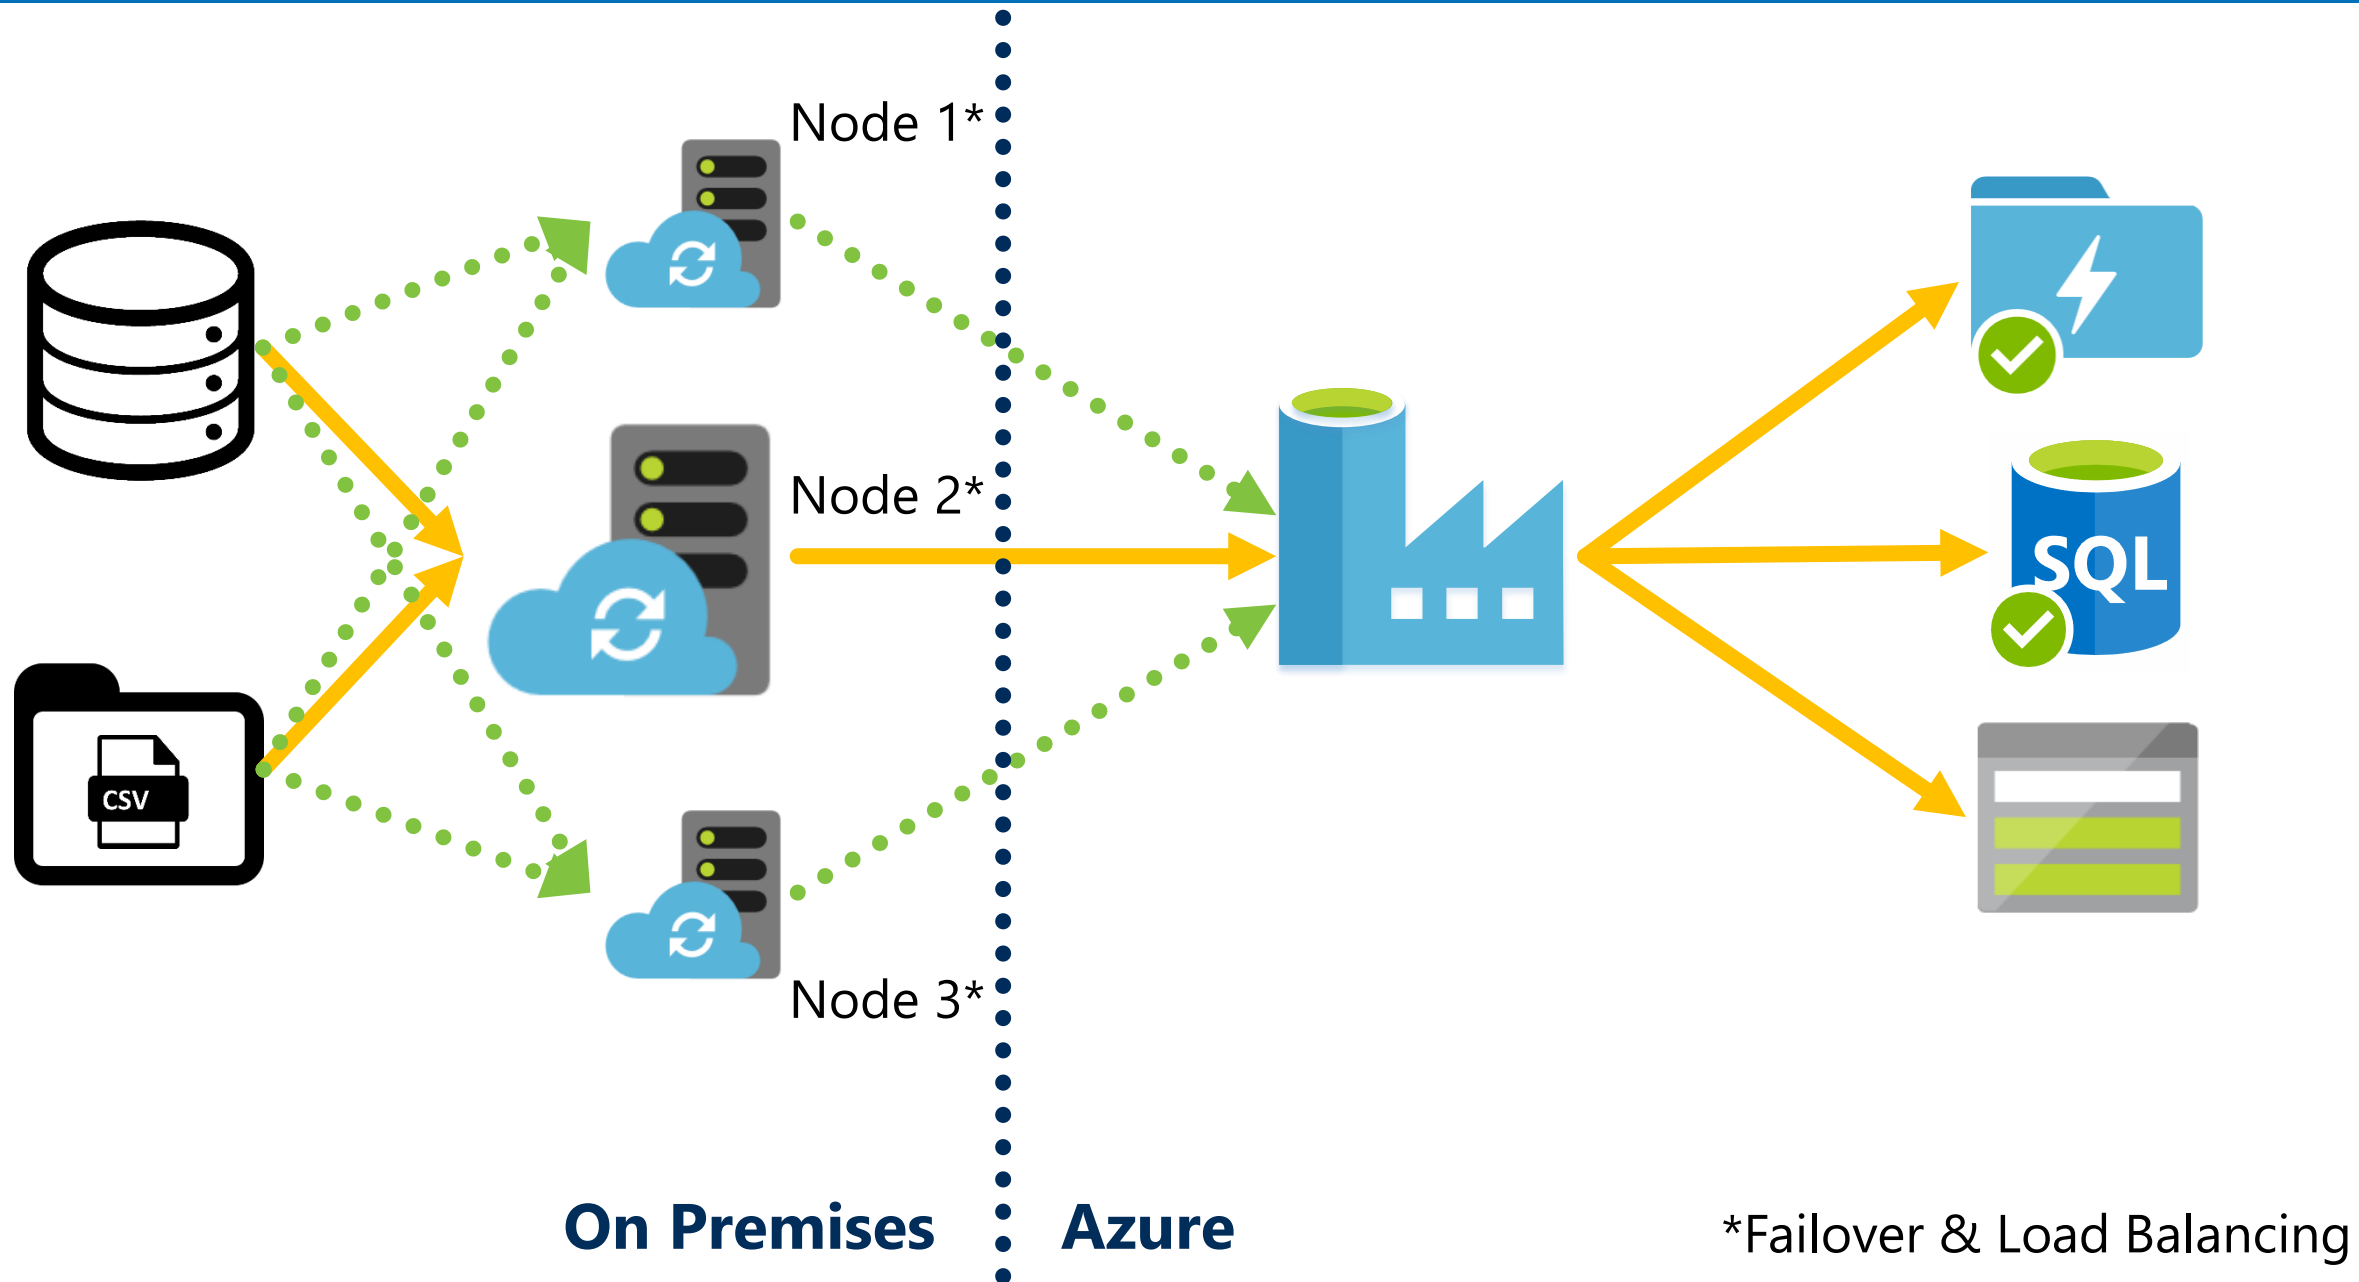 Node 1*
Node 2*
SQL
CSV
Node 3*
On Premises
Azure
*Failover & Load Balancing